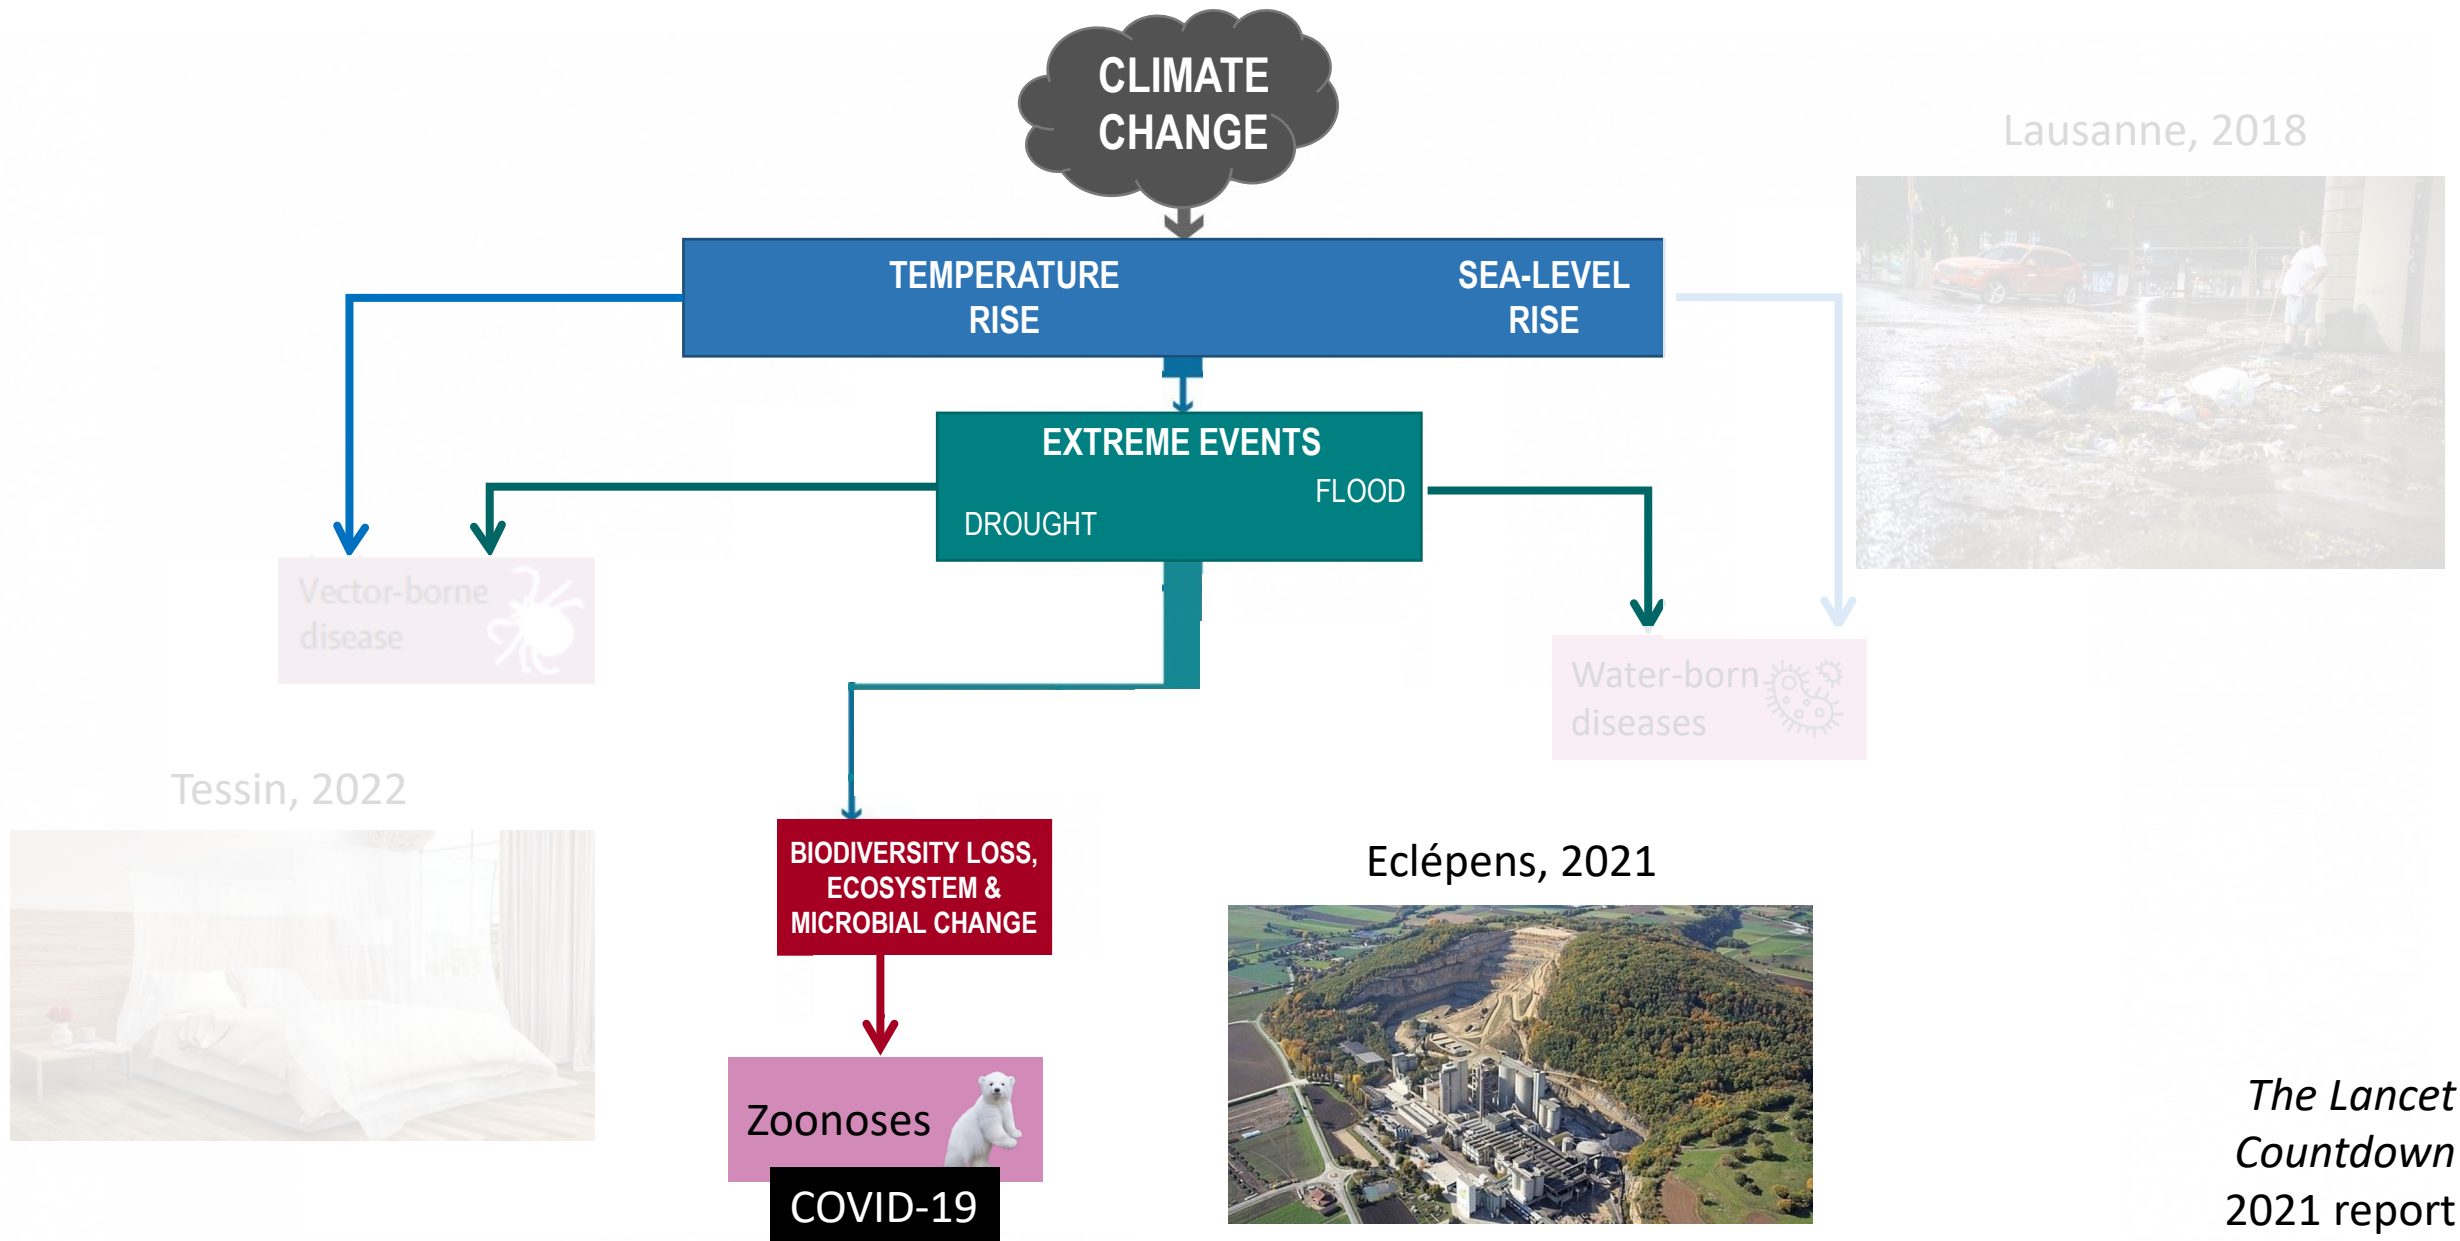 CLIMATE
CHANGE
Lausanne, 2018
TEMPERATURE
RISE
SEA-LEVEL
RISE
EXTREME EVENTS
FLOOD
DROUGHT
Vector-borne
disease
Water-born
diseases
Tessin, 2022
BIODIVERSITY LOSS,
ECOSYSTEM &
MICROBIAL CHANGE
Eclépens, 2021
Zoonoses
COVID-19
The Lancet
Countdown
2021 report